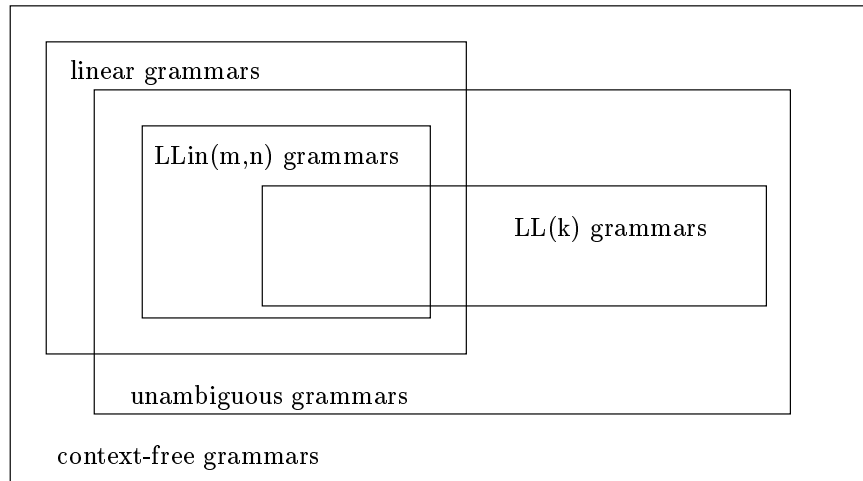 linear grammars
LLin(m,n) grammars
LL(k) grammars
unambiguous grammars
context-free grammars